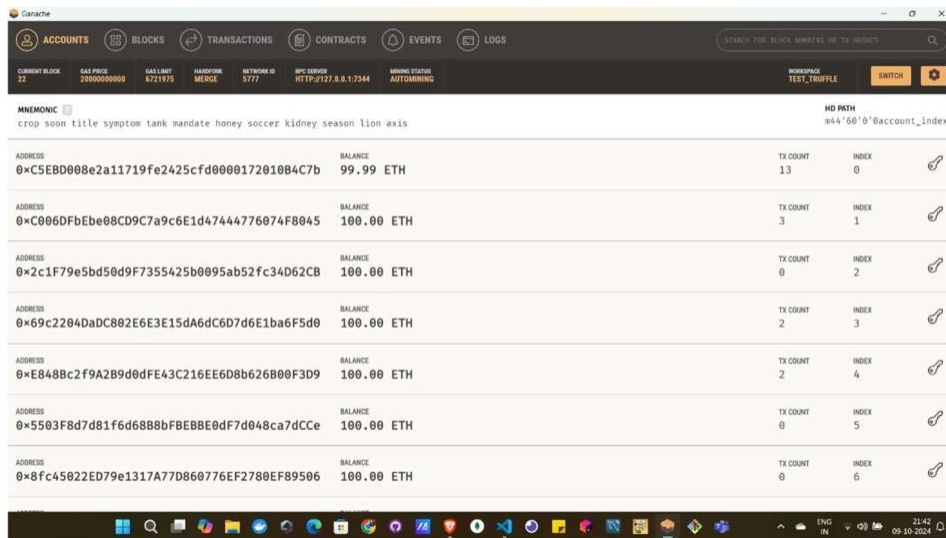 Ganache
ACCOUNTS BLOCKS TRANSACTIONS CONTRACTS EVENTS LOGS SEARCH FOR BLOCK NUMBERS OR TX HASHES
CURRENT BLOCK GAS PRICE GAS LIMIT HARDFORK NETWORK ID RPC SERVER MINING STATUS WORKSPACE
22 20000000000 6721975 MERGE 5777 HTTP://127.0.0.1:7344 AUTOMINING TEST_TRUFFLE SWITCH
MNEMONIC ? HD PATH
crop soon title symptom tank mandate honey soccer kidney season lion axis m44'60'0'0account_index
ADDRESS BALANCE TX COUNT INDEX
0×C5EBD008e2a11719fe2425cfd0000172010B4C7b 99.99 ETH 13 0
ADDRESS BALANCE TX COUNT INDEX
0×C006DFbEbe08CD9C7a9c6E1d47444776074F8045 100.00 ETH 3 1
ADDRESS BALANCE TX COUNT INDEX
0×2c1F79e5bd50d9F7355425b0095ab52fc34D62CB 100.00 ETH 0 2
ADDRESS BALANCE TX COUNT INDEX
0×69c2204DaDC802E6E3E15dA6dC6D7d6E1ba6F5d0 100.00 ETH 2 3
ADDRESS BALANCE TX COUNT INDEX
0×E848Bc2f9A2B9d0dFE43C216EE6D8b626B00F3D9 100.00 ETH 2 4
ADDRESS BALANCE TX COUNT INDEX
0×5503F8d7d81f6d68B8bFBEBBE0dF7d048ca7dCCe 100.00 ETH 0 5
ADDRESS BALANCE TX COUNT INDEX
0×8fc45022ED79e1317A77D860776EF2780EF89506 100.00 ETH 0 6
ENG 21:42
IN 09-10-2024